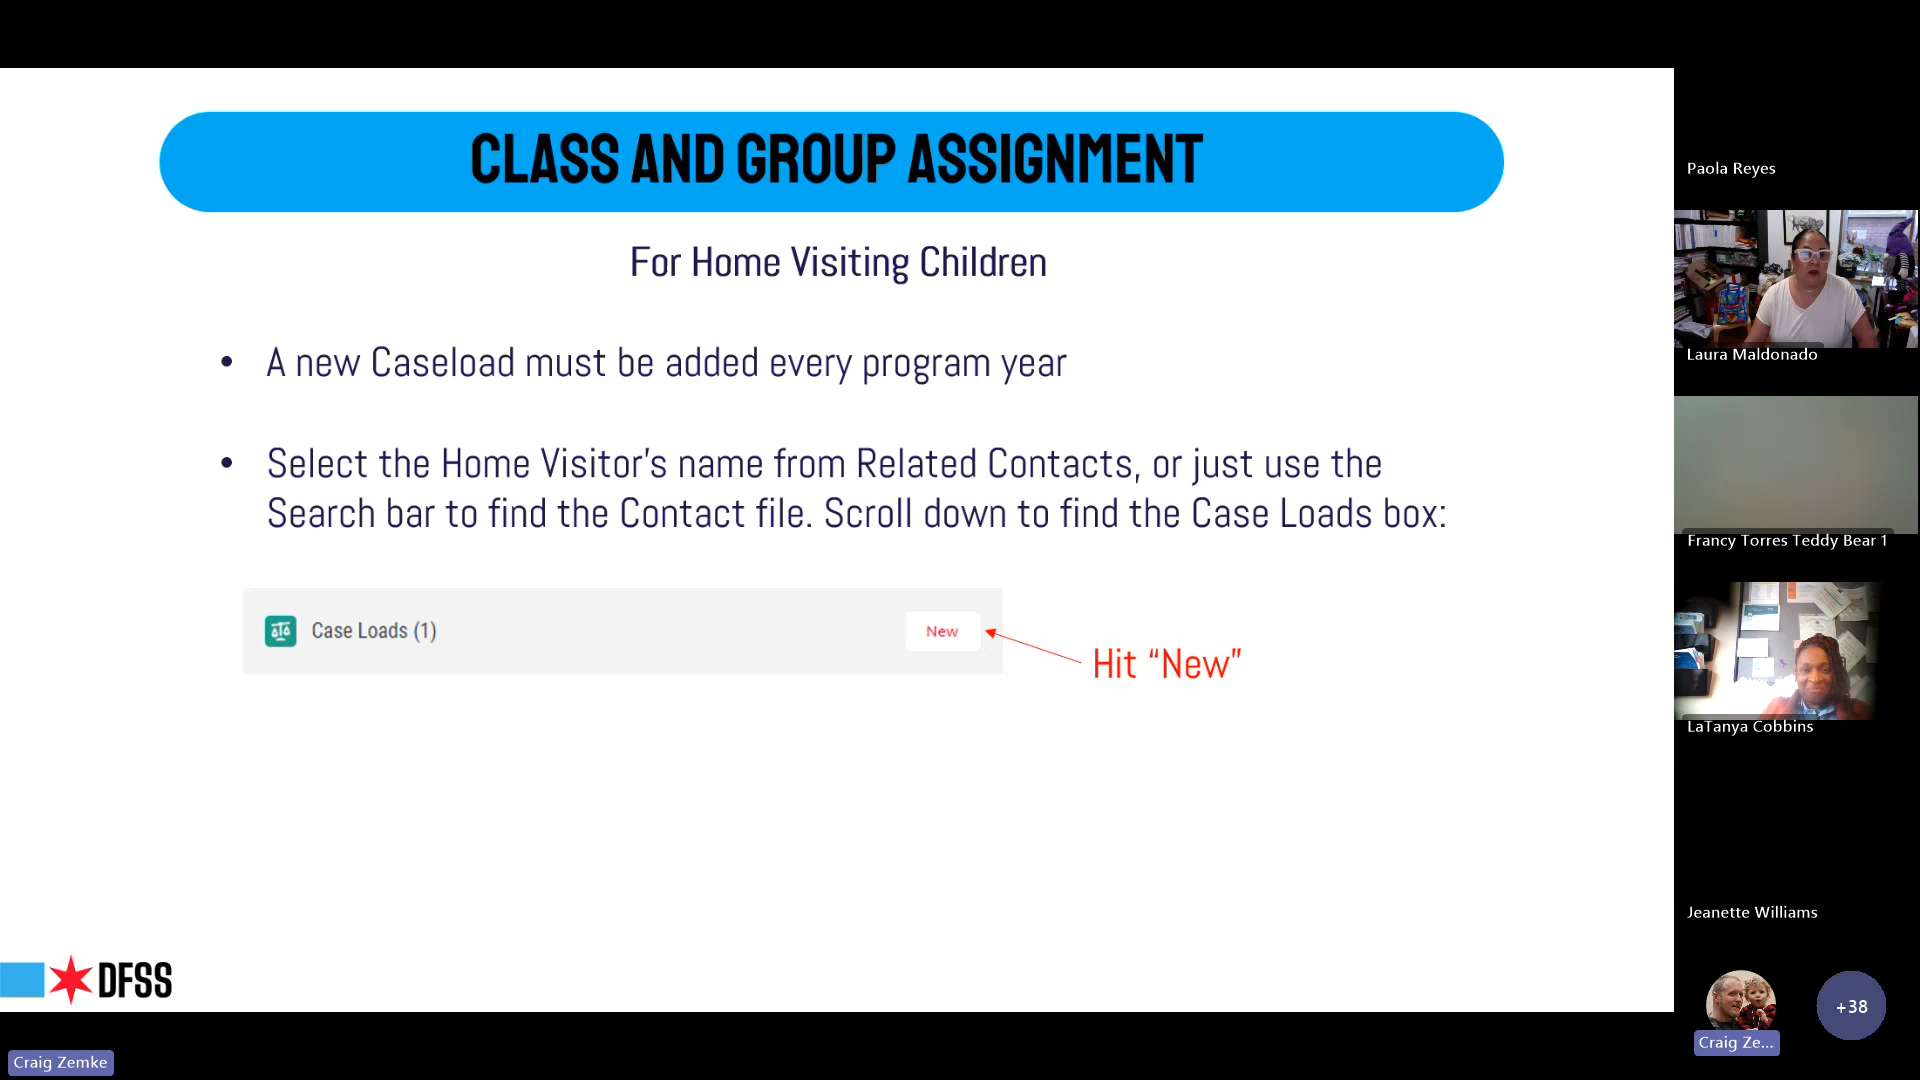 CLASS AND GROUP ASSIGNMENT
For Home Visiting Children
• A new Caseload must be added every program year
• Select the Home Visitor's name from Related Contacts, or just use the
Search bar to find the Contact file. Scroll down to find the Case Loads box:
Case Loads (1)
New
Hit “New”
DFSS
Craig Zemke
Paola Reyes
Laura Maldonado
Francy Torres Teddy Bear 1
LaTanya Cobbins
Jeanette Williams
Craig Ze...
+38